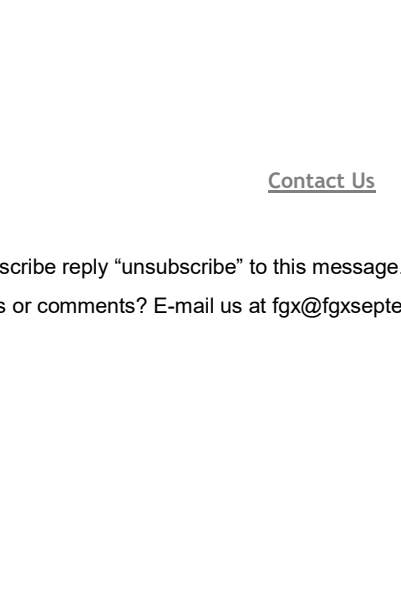 Contact Us
scribe reply “unsubscribe” to this message.
s or comments? E-mail us at fgx@fgxsepte